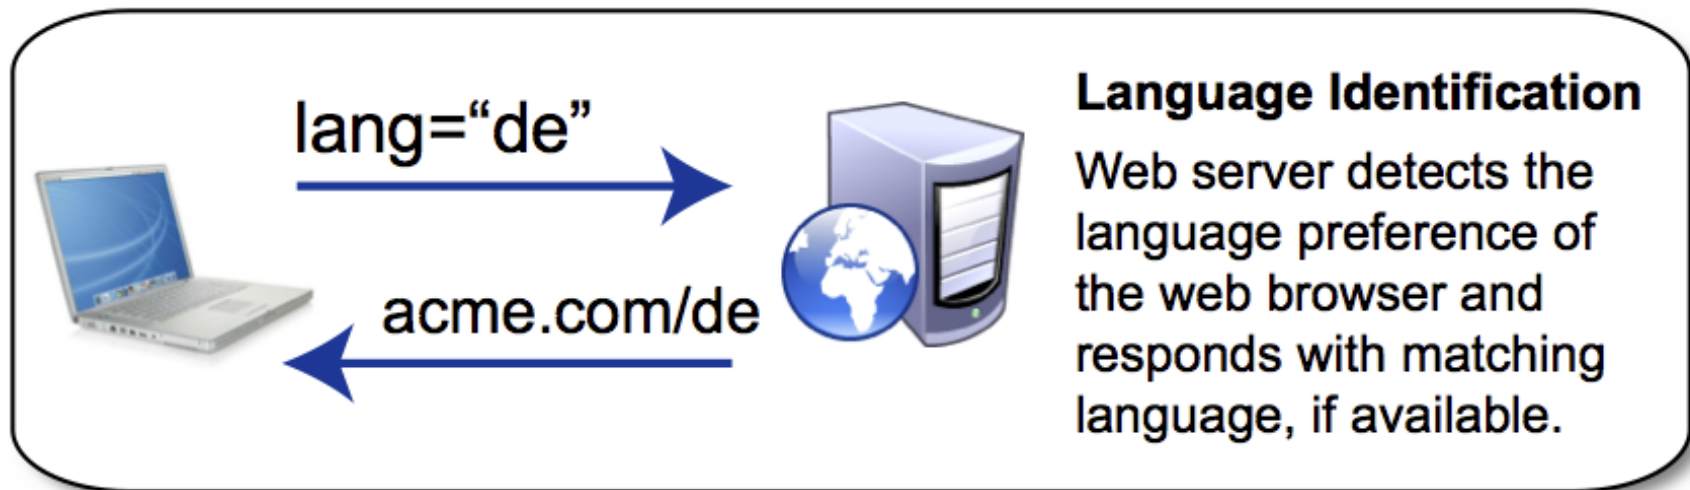 lang=“de”
acme.com/de
Language Identification
Web server detects the
language preference of
the web browser and
responds with matching
language, if available.